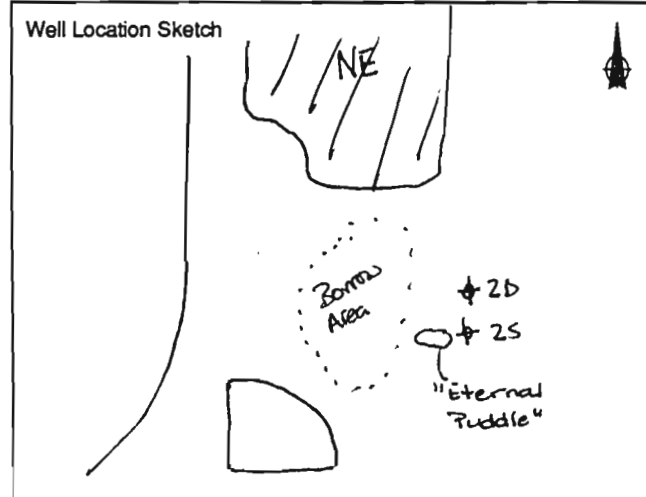 Well Location Sketch
NE
Borrow
Area
2D
2S
"Eternal
Puddle"